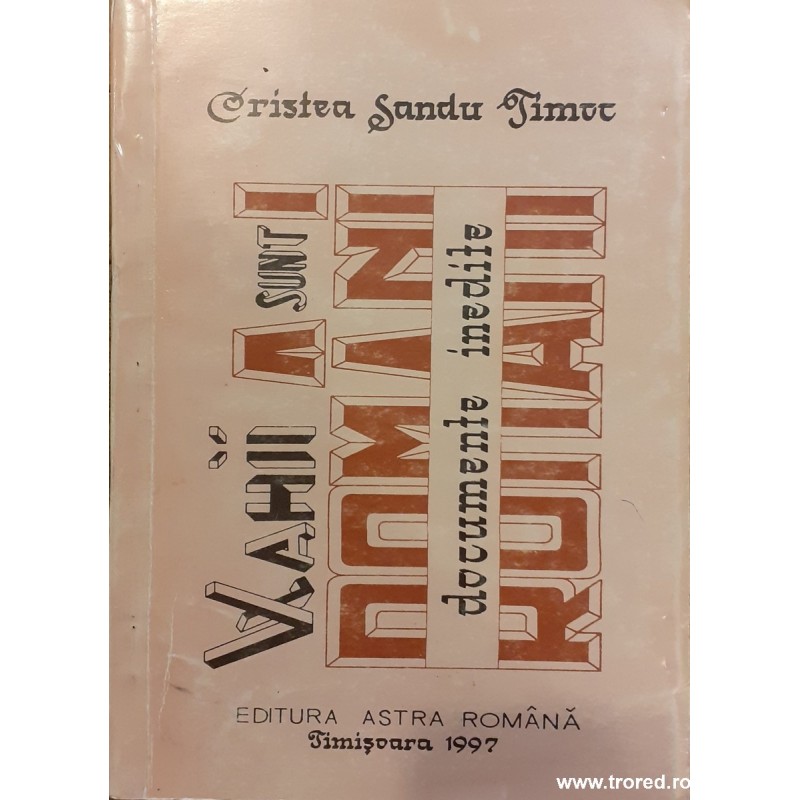 Cristea Sandu Timoc
VLAHII SUNT
ROMÂNI
documente inedite
EDITURA ASTRA ROMÂNĂ
Timişoara 1997
www.trored.ro